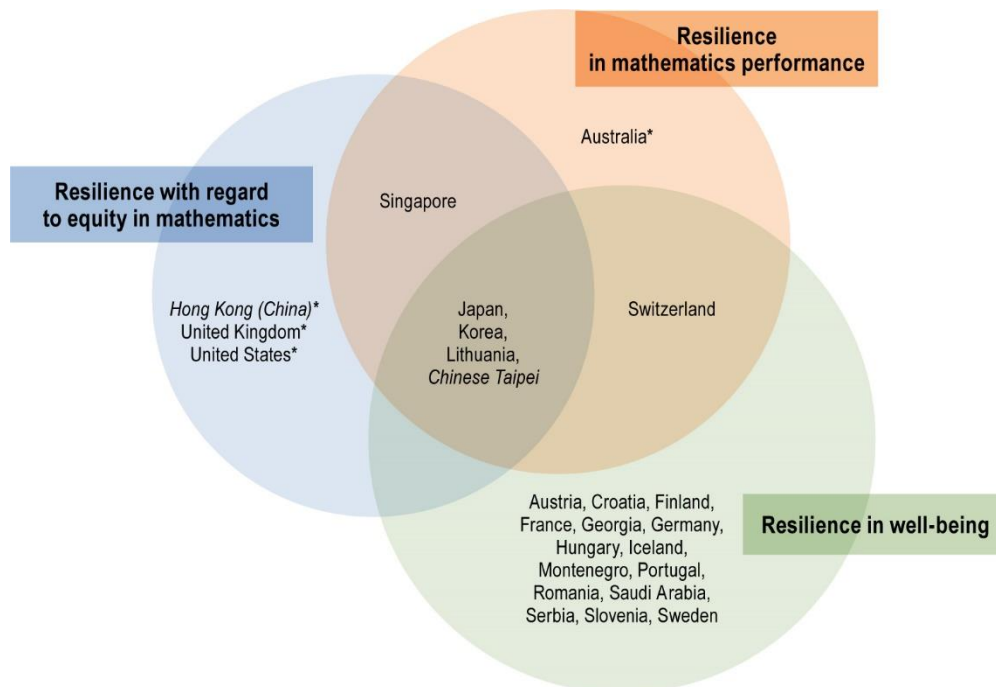 Resilience
in mathematics performance
Australia*
Resilience with regard
to equity in mathematics
Singapore
Hong Kong (China)*
United Kingdom*
United States*
Japan,
Korea,
Lithuania,
Chinese Taipei
Switzerland
Austria, Croatia, Finland,
France, Georgia, Germany,
Hungary, Iceland,
Montenegro, Portugal,
Romania, Saudi Arabia,
Serbia, Slovenia, Sweden
Resilience in well-being